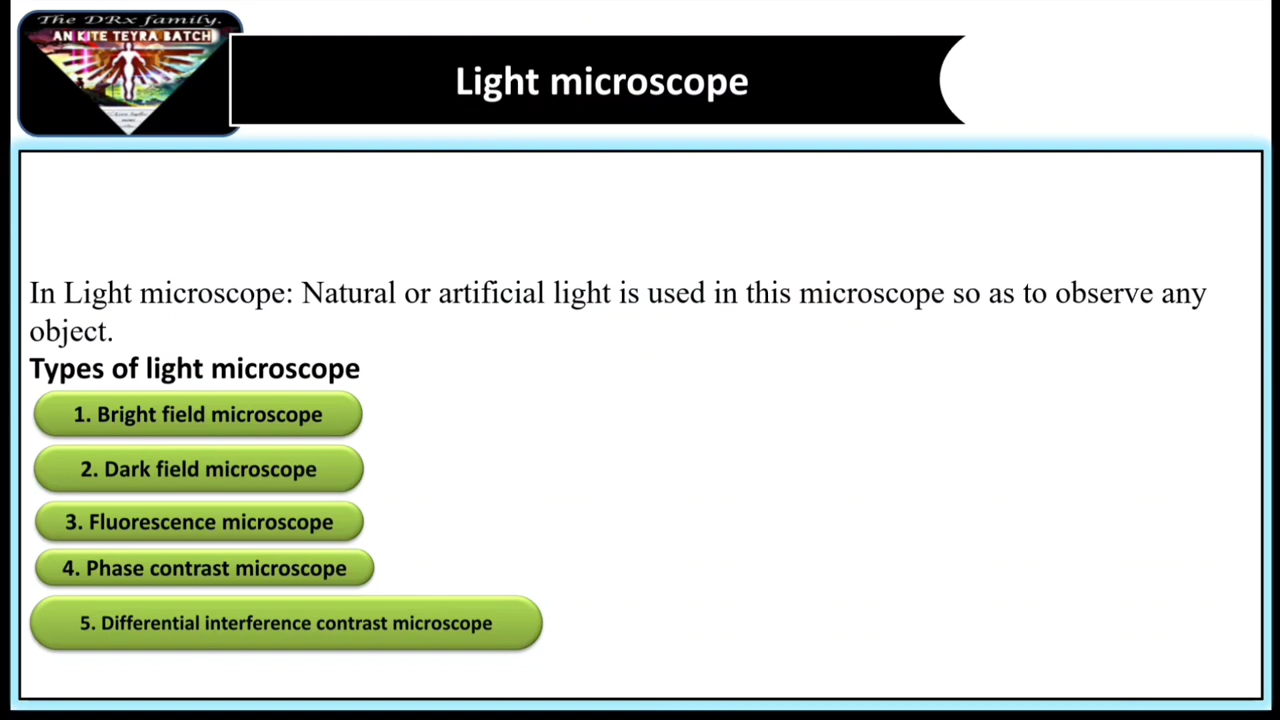 The DRx family.
AN KITE TEYRA BATCH
Light microscope
In Light microscope: Natural or artificial light is used in this microscope so as to observe any
object.
Types of light microscope
1. Bright field microscope
2. Dark field microscope
3. Fluorescence microscope
4. Phase contrast microscope
5. Differential interference contrast microscope